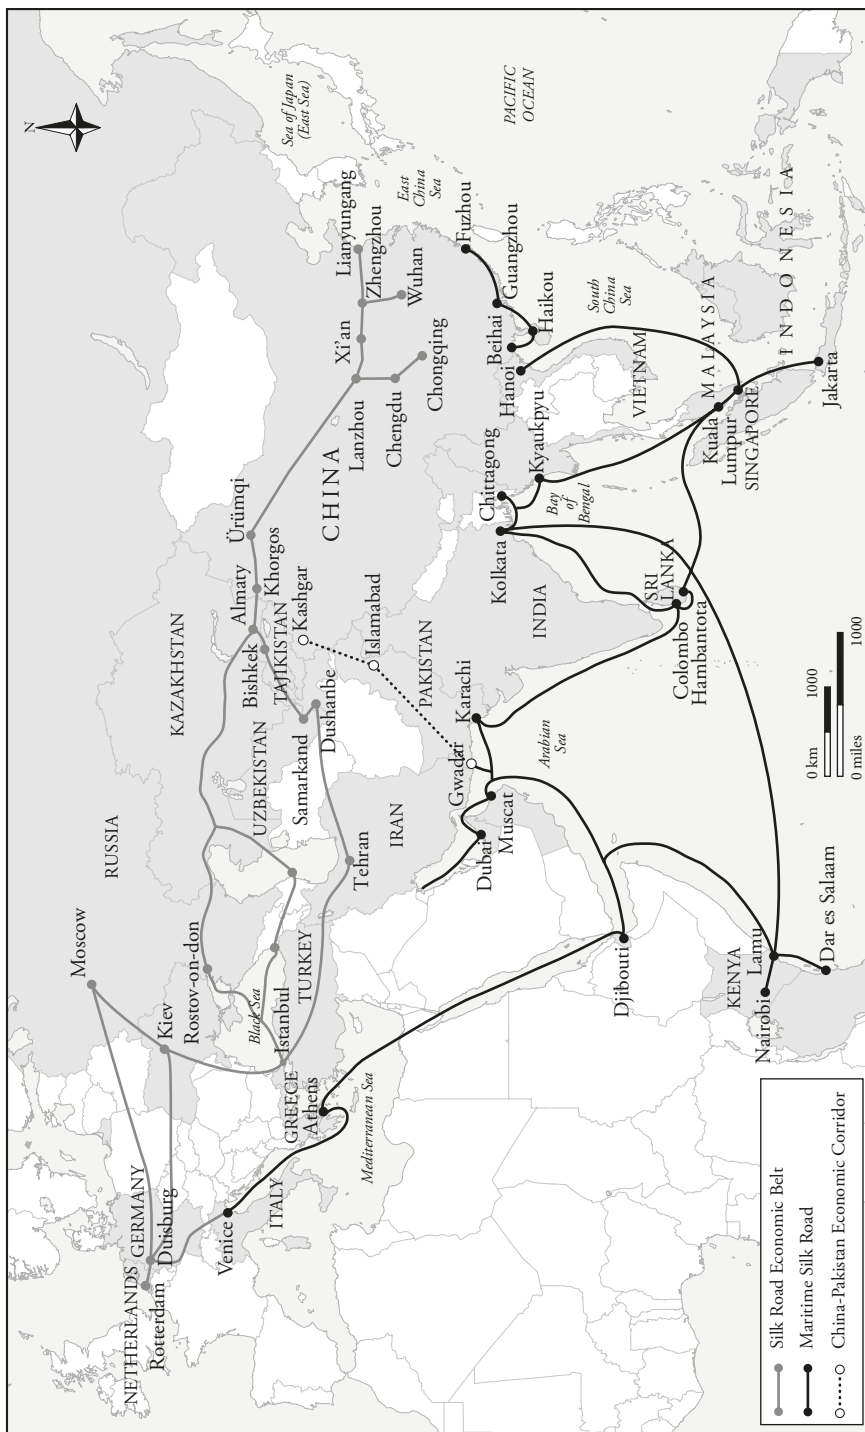 N
Sea of Japan
(East Sea)
PACIFIC
OCEAN
East
China
Sea
South
China
Sea
RUSSIA
KAZAKHSTAN
UZBEKISTAN
TAJIKISTAN
CHINA
Moscow
Kiev
Rostov-on-don
Black Sea
Istanbul
TURKEY
NETHERLANDS
Rotterdam
GERMANY
Duisburg
Venice
ITALY
GREECE
Athens
Mediterranean Sea
Tehran
IRAN
Samarkand
Dushanbe
Bishkek
Almaty
Khorgos
Ürümqi
Kashgar
Islamabad
PAKISTAN
Lanzhou
Xi'an
Zhengzhou
Lianyungang
Wuhan
Chengdu
Chongqing
Fuzhou
Guangzhou
Haikou
Beihai
Hanoi
VIETNAM
MALAYSIA
INDONESIA
Kuala
Lumpur
SINGAPORE
Jakarta
Kyaukpyu
Chittagong
Bay
of
Bengal
Kolkata
INDIA
SRI
LANKA
Colombo
Hambantota
Karachi
Gwadar
Arabian
Sea
Muscat
Dubai
Djibouti
KENYA
Lamu
Nairobi
Dar es Salaam
0 km 1000
0 miles 1000
Silk Road Economic Belt
Maritime Silk Road
China-Pakistan Economic Corridor